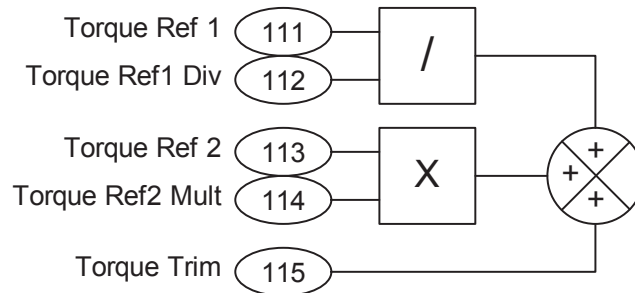 Torque Ref 1 111
Torque Ref1 Div 112
/
Torque Ref 2 113
Torque Ref2 Mult 114
X
+
+
+
Torque Trim 115